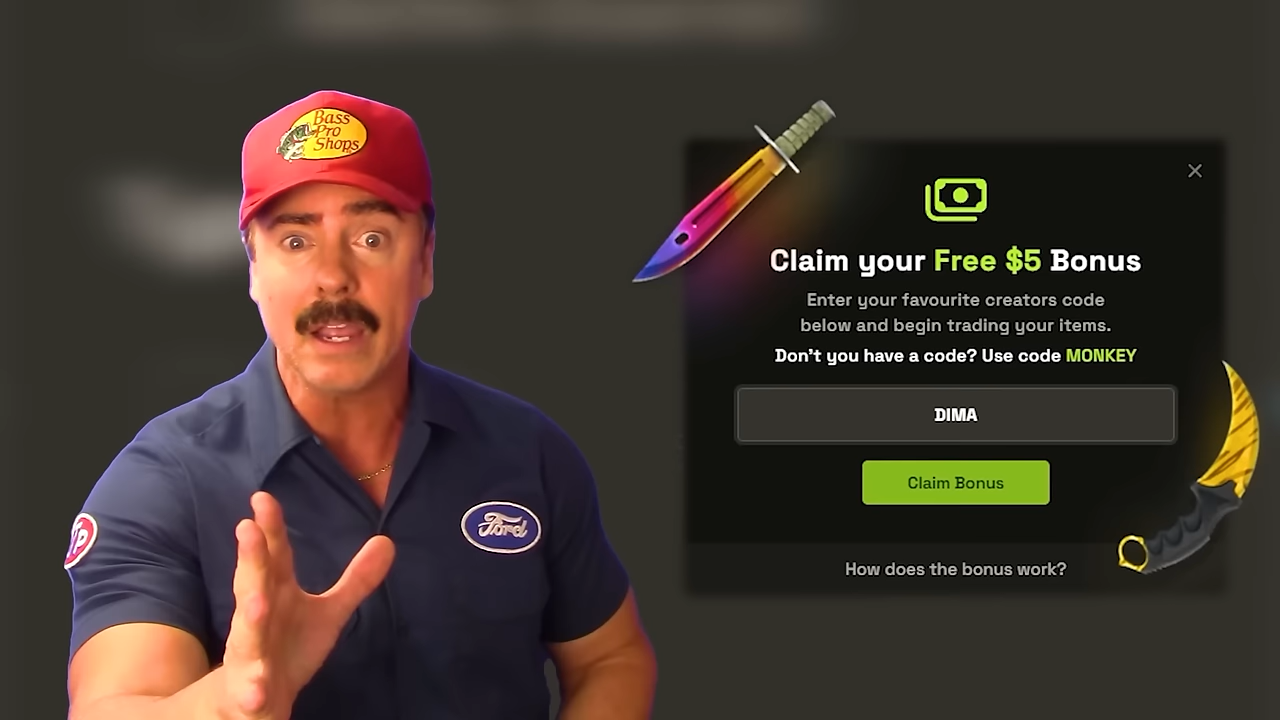 Bass
Pro
Shops
Ford
Claim your Free $5 Bonus
Enter your favourite creators code
below and begin trading your items.
Don't you have a code? Use code MONKEY
DIMA
Claim Bonus
How does the bonus work?